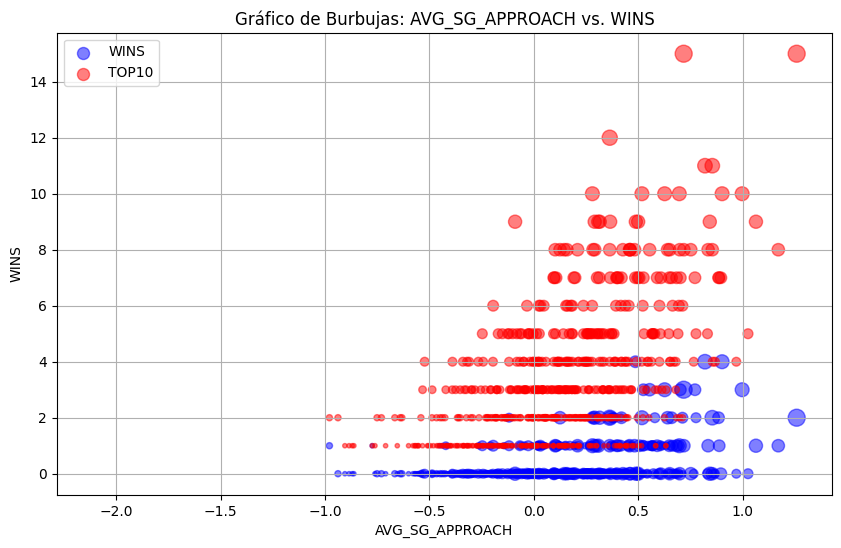 Gráfico de Burbujas: AVG_SG_APPROACH vs. WINS
WINS
TOP10
WINS
14
12
10
8
6
4
2
0
−2.0 −1.5 −1.0 −0.5 0.0 0.5 1.0
AVG_SG_APPROACH